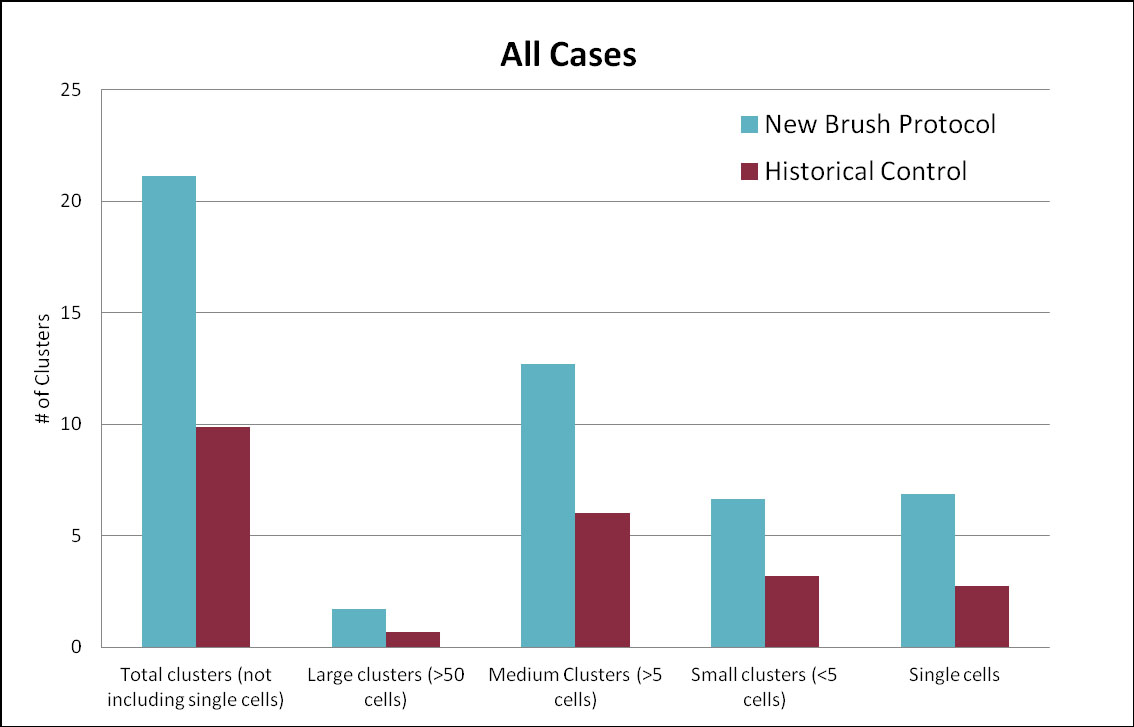 All Cases
25
20
15
10
5
0
# of Clusters
New Brush Protocol
Historical Control
Total clusters (not
including single cells)
Large clusters (>50
cells)
Medium Clusters (>5
cells)
Small clusters (<5
cells)
Single cells